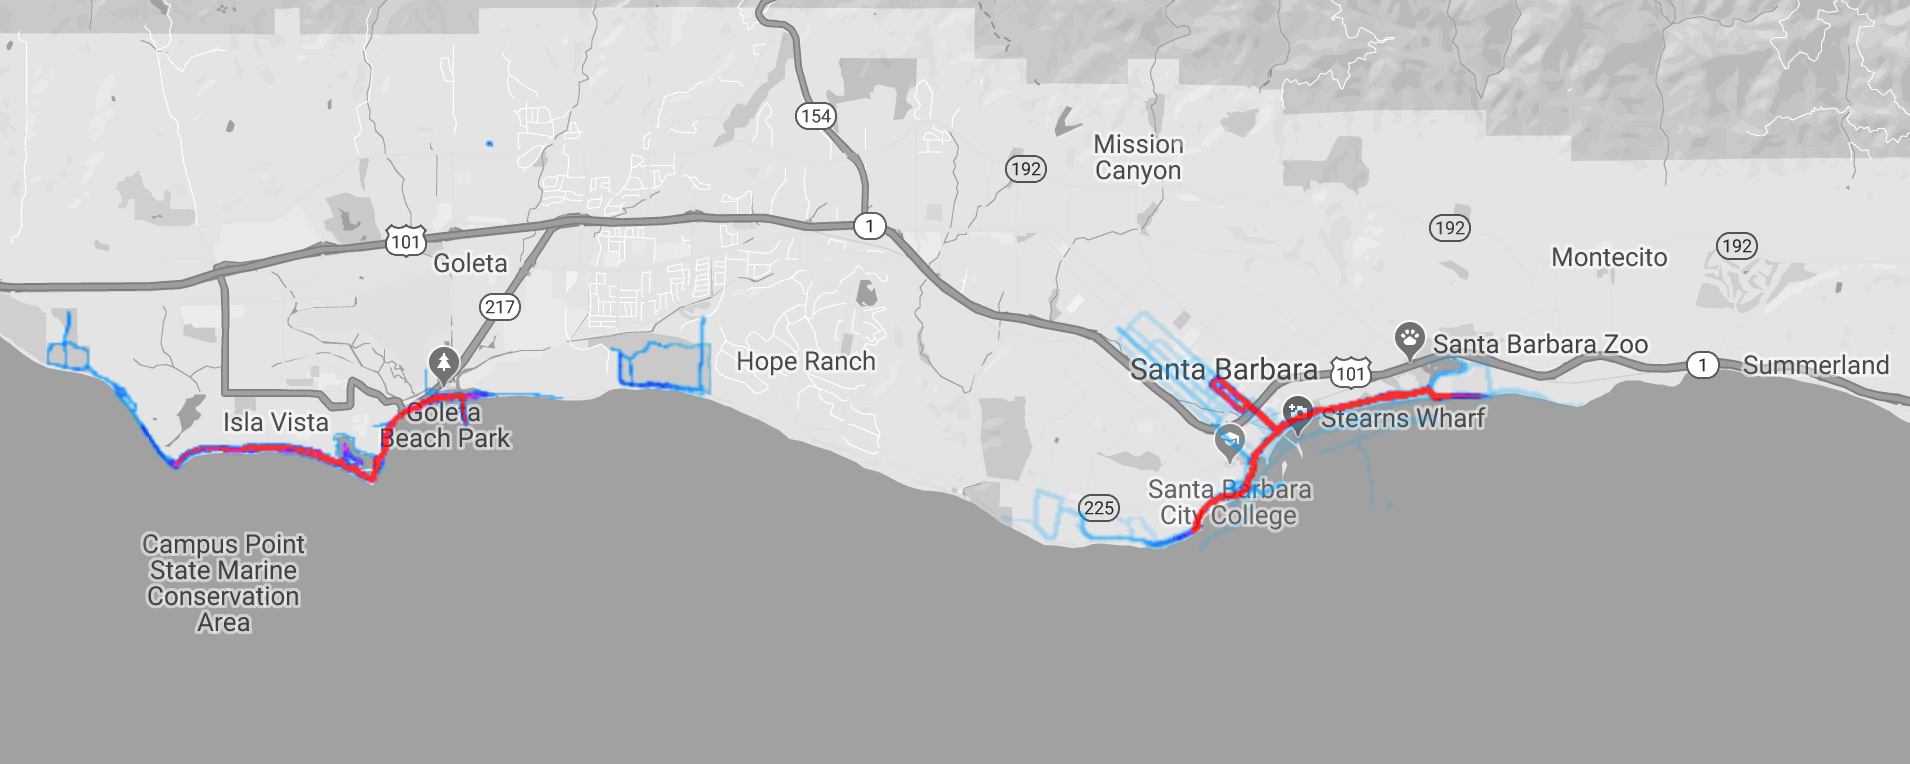 154
Mission
Canyon
192
192
Montecito
192
1
101
Goleta
217
Santa Barbara Zoo
Hope Ranch
Santa Barbara
101
1
Summerland
Isla Vista
Goleta
Beach Park
Stearns Wharf
Santa Barbara
City College
225
Campus Point
State Marine
Conservation
Area